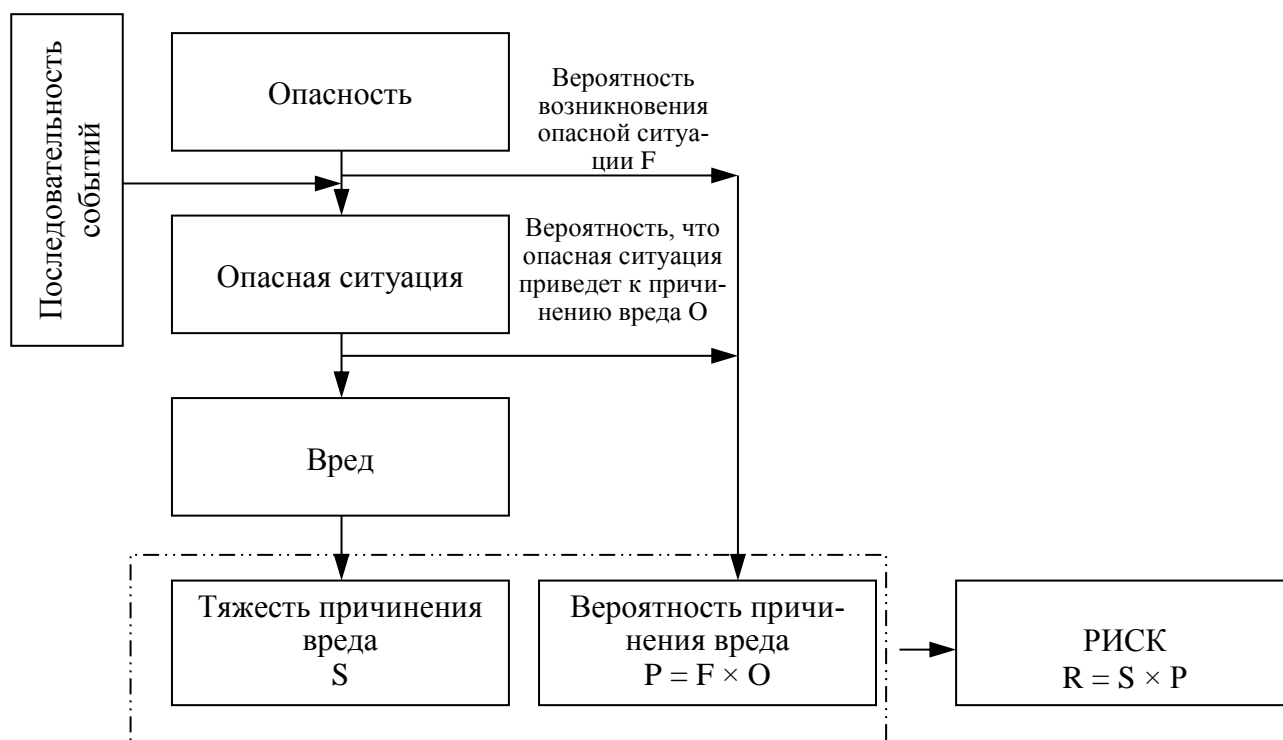 Последовательность
событий
Опасность
Вероятность
возникновения
опасной ситуа-
ции F
Опасная ситуация
Вероятность, что
опасная ситуация
приведет к причи-
нению вреда O
Вред
Тяжесть причинения
вреда
S
Вероятность причи-
нения вреда
P = F × O
РИСК
R = S × P